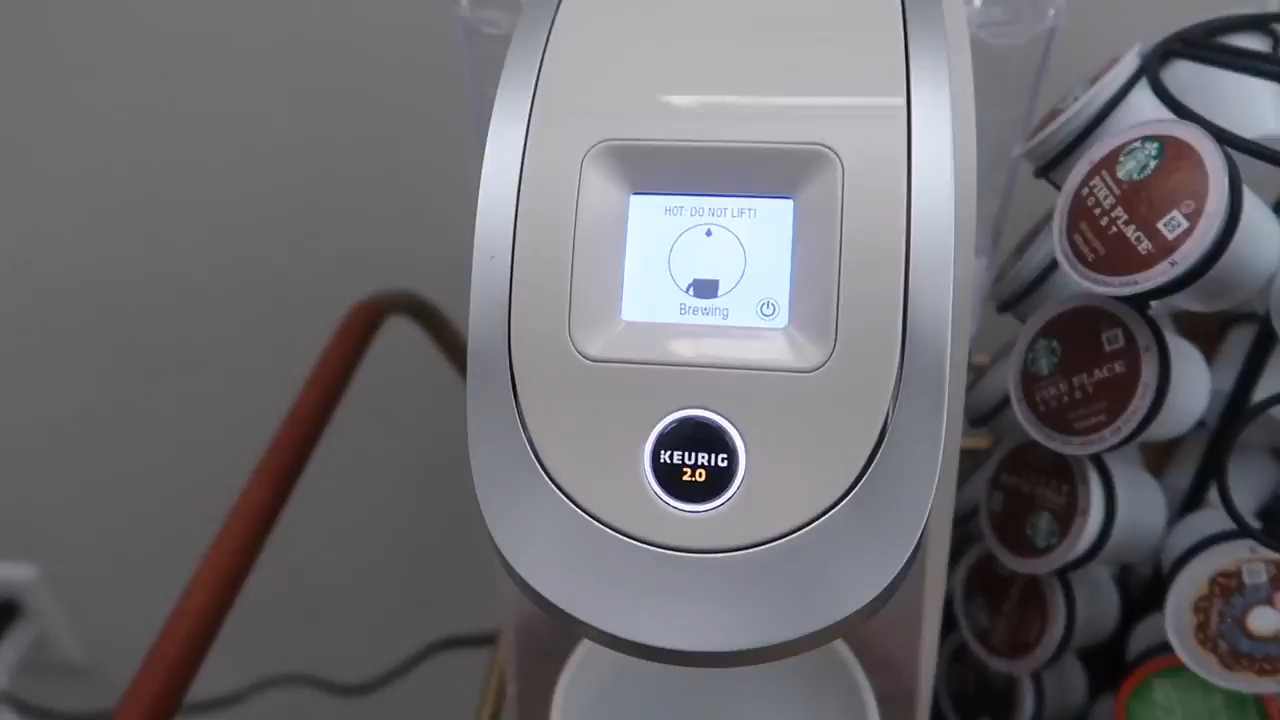 HOT: DO NOT LIFT!
Brewing
KEURIG
2.0
PIKE PLACE
ROAST
PIKE PLACE
ROAST